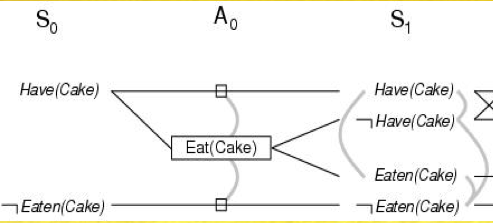 S0 A0 S1
Have(Cake) Have(Cake)
¬Have(Cake)
Eat(Cake)
Eaten(Cake)
¬Eaten(Cake) ¬Eaten(Cake)